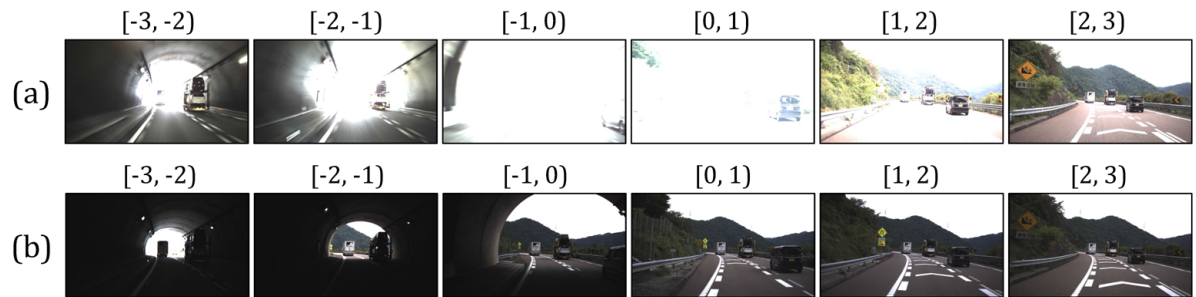 [-3, -2) [-2, -1) [-1, 0) [0, 1) [1, 2) [2, 3)
(a)
[-3, -2) [-2, -1) [-1, 0) [0, 1) [1, 2) [2, 3)
(b)